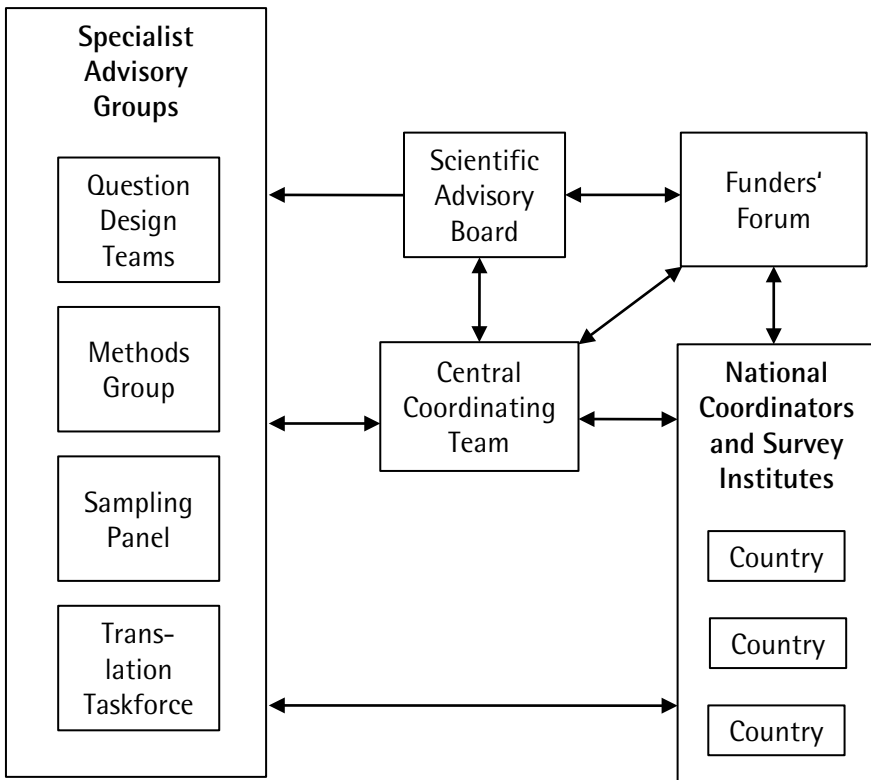 Specialist
Advisory
Groups
Question
Design
Teams
Methods
Group
Sampling
Panel
Trans-
lation
Taskforce
Scientific
Advisory
Board
Funders‘
Forum
Central
Coordinating
Team
National
Coordinators
and Survey
Institutes
Country
Country
Country